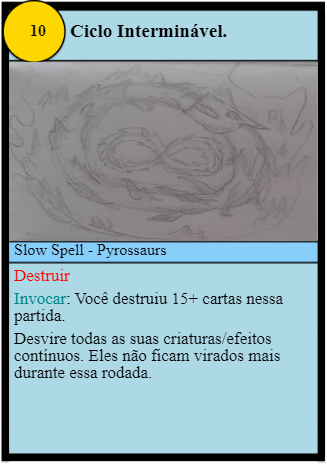 10
Ciclo Interminável.
Slow Spell - Pyrossaurs
Destruir
Invocar: Você destruiu 15+ cartas nessa
partida.
Desvire todas as suas criaturas/efeitos
contínuos. Eles não ficam virados mais
durante essa rodada.